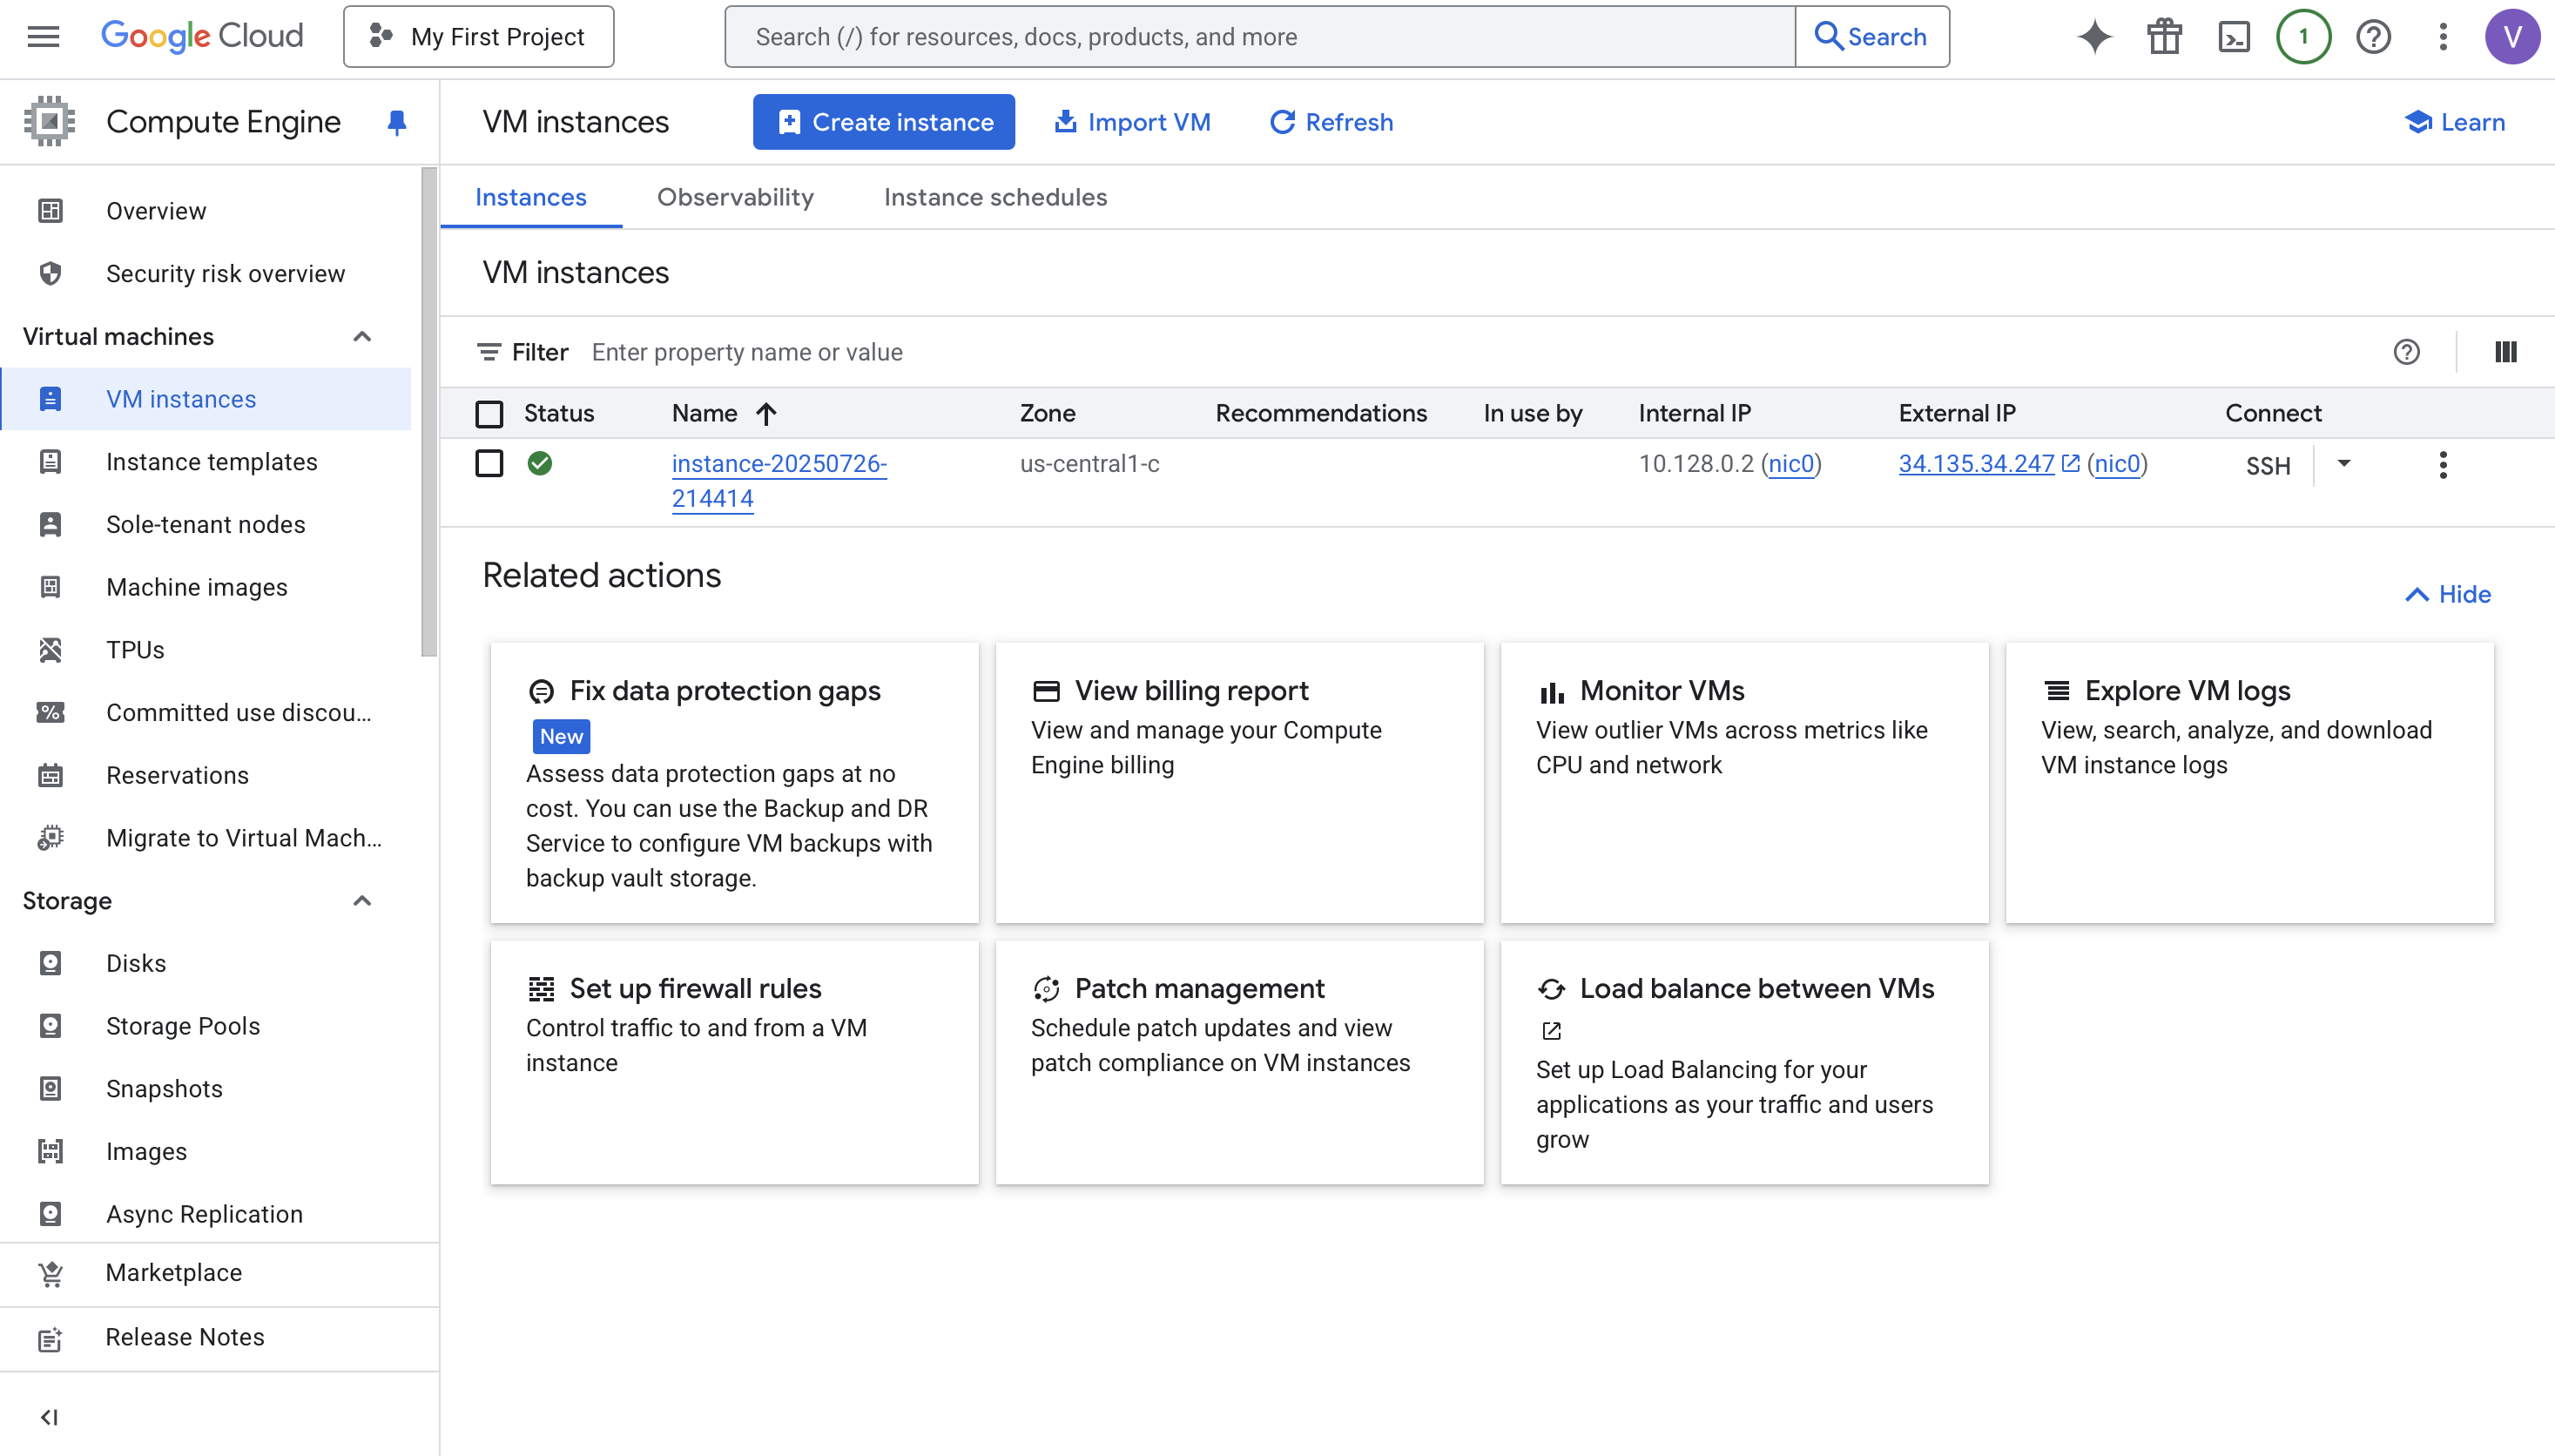 Google Cloud
My First Project
Search (/) for resources, docs, products, and more
Search
1
V
Compute Engine
VM instances
Create instance
Import VM
Refresh
Learn
Overview
Security risk overview
Virtual machines
VM instances
Instance templates
Sole-tenant nodes
Machine images
TPUs
Committed use discou...
Reservations
Migrate to Virtual Mach...
Storage
Disks
Storage Pools
Snapshots
Images
Async Replication
Marketplace
Release Notes
Instances
Observability
Instance schedules
VM instances
Filter Enter property name or value
Status Name Zone Recommendations In use by Internal IP External IP Connect
instance-20250726- us-central1-c 10.128.0.2 (nic0) 34.135.34.247 (nic0) SSH
214414
Related actions
Hide
Fix data protection gaps
New
Assess data protection gaps at no
cost. You can use the Backup and DR
Service to configure VM backups with
backup vault storage.
View billing report
View and manage your Compute
Engine billing
Monitor VMs
View outlier VMs across metrics like
CPU and network
Explore VM logs
View, search, analyze, and download
VM instance logs
Set up firewall rules
Control traffic to and from a VM
instance
Patch management
Schedule patch updates and view
patch compliance on VM instances
Load balance between VMs
Set up Load Balancing for your
applications as your traffic and users
grow